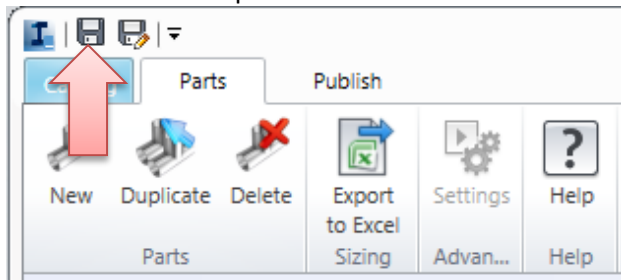 Parts Publish
New Duplicate Delete Export to Excel Settings Help
Parts Sizing Advan... Help